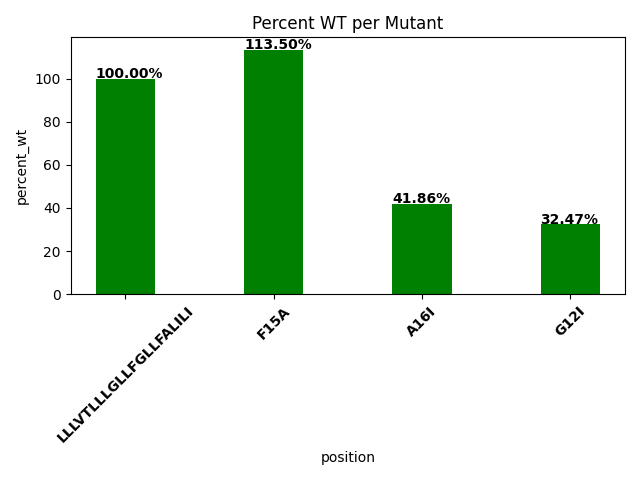 Percent WT per Mutant
113.50%
100.00%
41.86%
32.47%
percent_wt
100
80
60
40
20
0
LLLVTLLLGLLFGLLFALILI
F15A
A16I
G12I
position